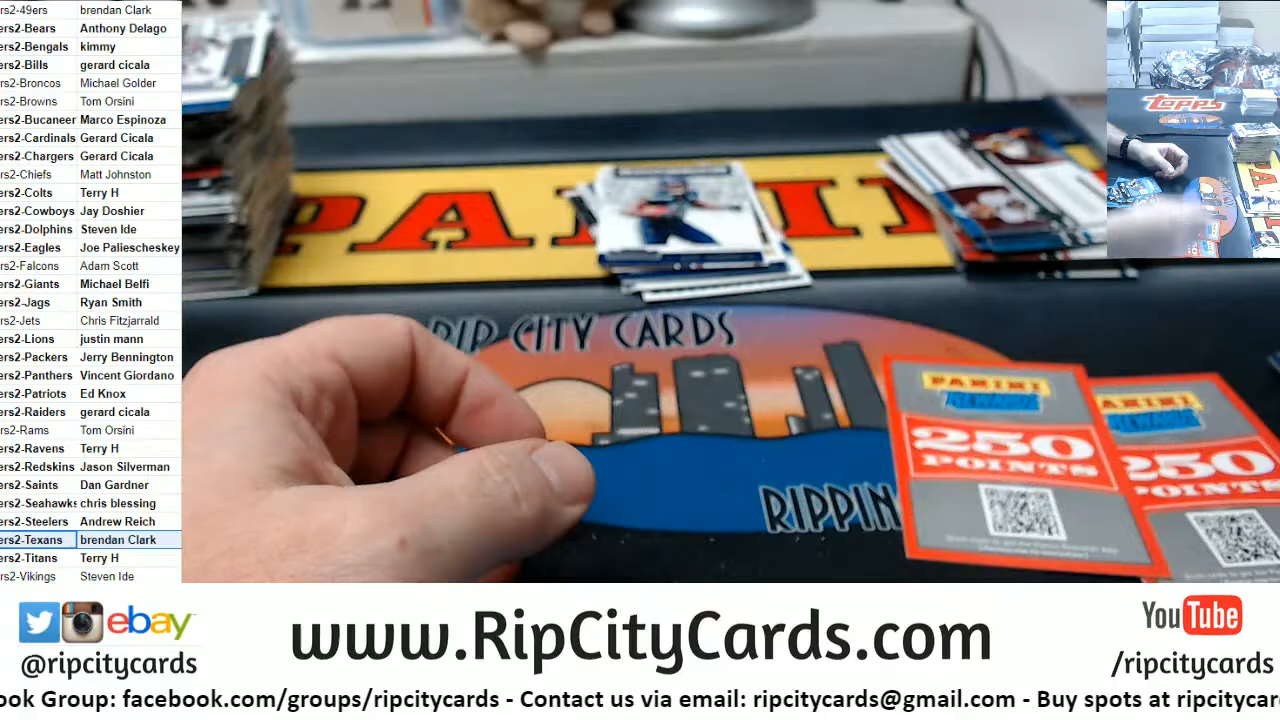 rs2-49ers brendan Clark
ers2-Bears Anthony Delago
ers2-Bengals kimmy
ers2-Bills gerard cicala
rs2-Broncos Michael Golder
rs2-Browns Tom Orsini
ers2-Bucaneer Marco Espinoza
ers2-Cardinals Gerard Cicala
ers2-Chargers Gerard Cicala
rs2-Chiefs Matt Johnston
ers2-Colts Terry H
ers2-Cowboys Jay Doshier
ers2-Dolphins Steven Ide
ers2-Eagles Joe Paliescheskey
rs2-Falcons Adam Scott
ers2-Giants Michael Belfi
ers2-Jags Ryan Smith
rs2-Jets Chris Fitzjarrald
ers2-Lions justin mann
ers2-Packers Jerry Bennington
ers2-Panthers Vincent Giordano
ers2-Patriots Ed Knox
ers2-Raiders gerard cicala
rs2-Rams Tom Orsini
ers2-Ravens Terry H
ers2-Redskins Jason Silverman
ers2-Saints Dan Gardner
ers2-Seahawks chris blessing
ers2-Steelers Andrew Reich
ers2-Texans brendan Clark
ers2-Titans Terry H
rs2-Vikings Steven Ide
topps
PANINI
RIP CITY CARDS
RIPPIN
PANINI
REWARDS
250
POINTS
PANINI
REWARDS
250
POINTS
ebay
@ripcitycards
www.RipCityCards.com
YouTube
/ripcitycards
ook Group: facebook.com/groups/ripcitycards - Contact us via email: ripcitycards@gmail.com - Buy spots at ripcitycar